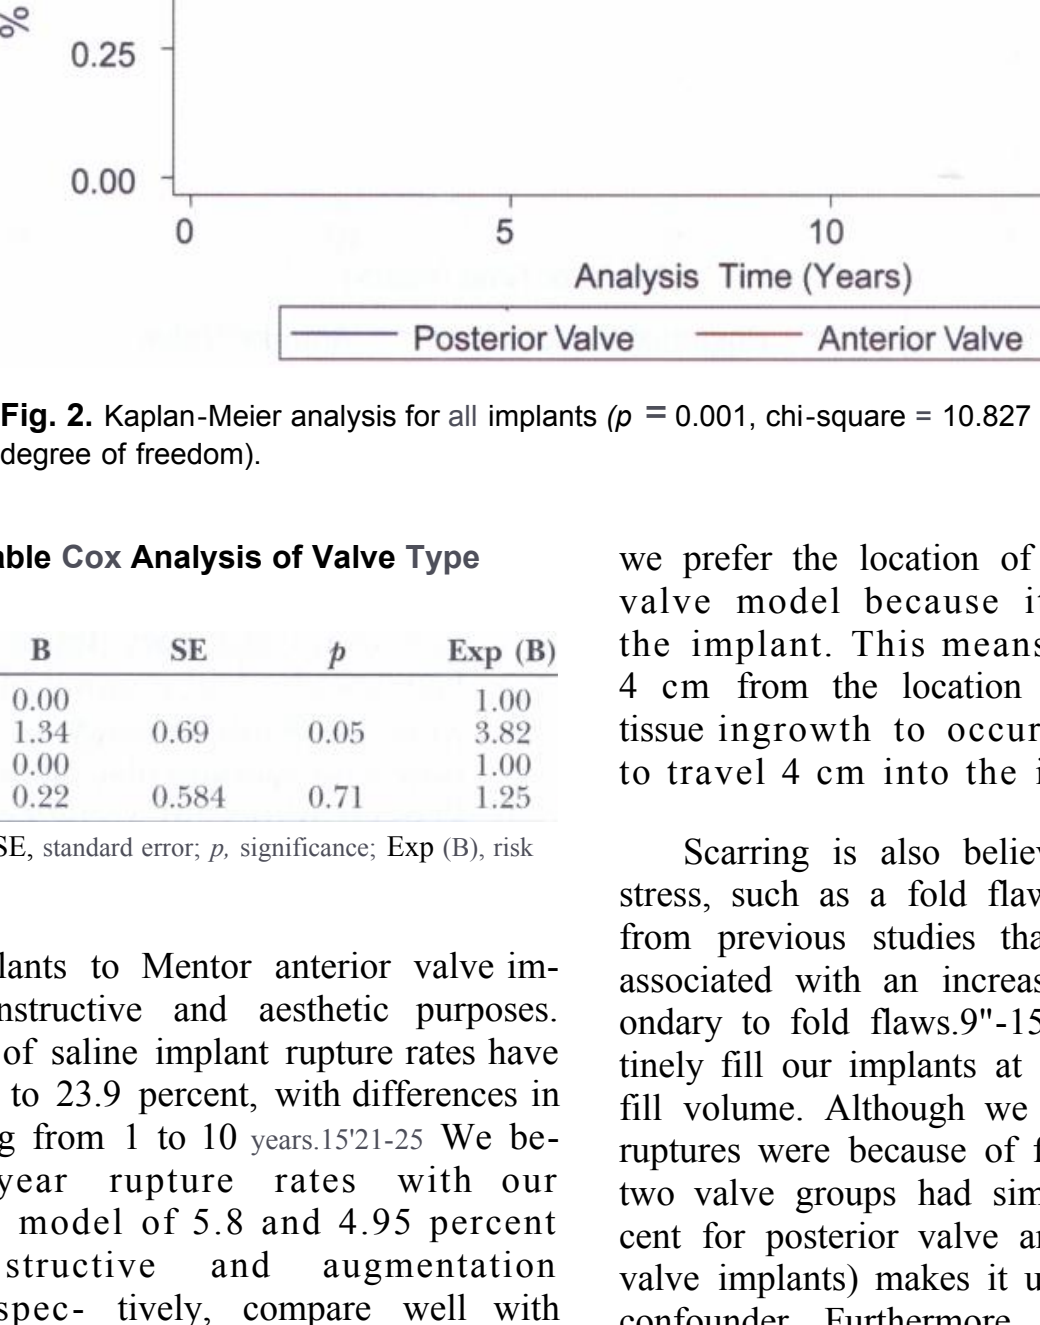 %
0.25
0.00
0 5 10
Analysis Time (Years)
Posterior Valve Anterior Valve
Fig. 2. Kaplan-Meier analysis for all implants (p = 0.001, chi-square = 10.827
degree of freedom).
able Cox Analysis of Valve Type
B SE p Exp (B)
0.00 1.00
1.34 0.69 0.05 3.82
0.00 1.00
0.22 0.584 0.71 1.25
SE, standard error; p, significance; Exp (B), risk
lants to Mentor anterior valve im-
nstructive and aesthetic purposes.
of saline implant rupture rates have
to 23.9 percent, with differences in
g from 1 to 10 years.15'21-25 We be-
year rupture rates with our
model of 5.8 and 4.95 percent
structive and augmentation
spec- tively, compare well with
we prefer the location of
valve model because it
the implant. This means
4 cm from the location
tissue ingrowth to occur
to travel 4 cm into the i
Scarring is also believ
stress, such as a fold flaw
from previous studies tha
associated with an increas
ondary to fold flaws.9"-15
tinely fill our implants at
fill volume. Although we
ruptures were because of f
two valve groups had sim
cent for posterior valve an
valve implants) makes it u
confounder. Furthermore,